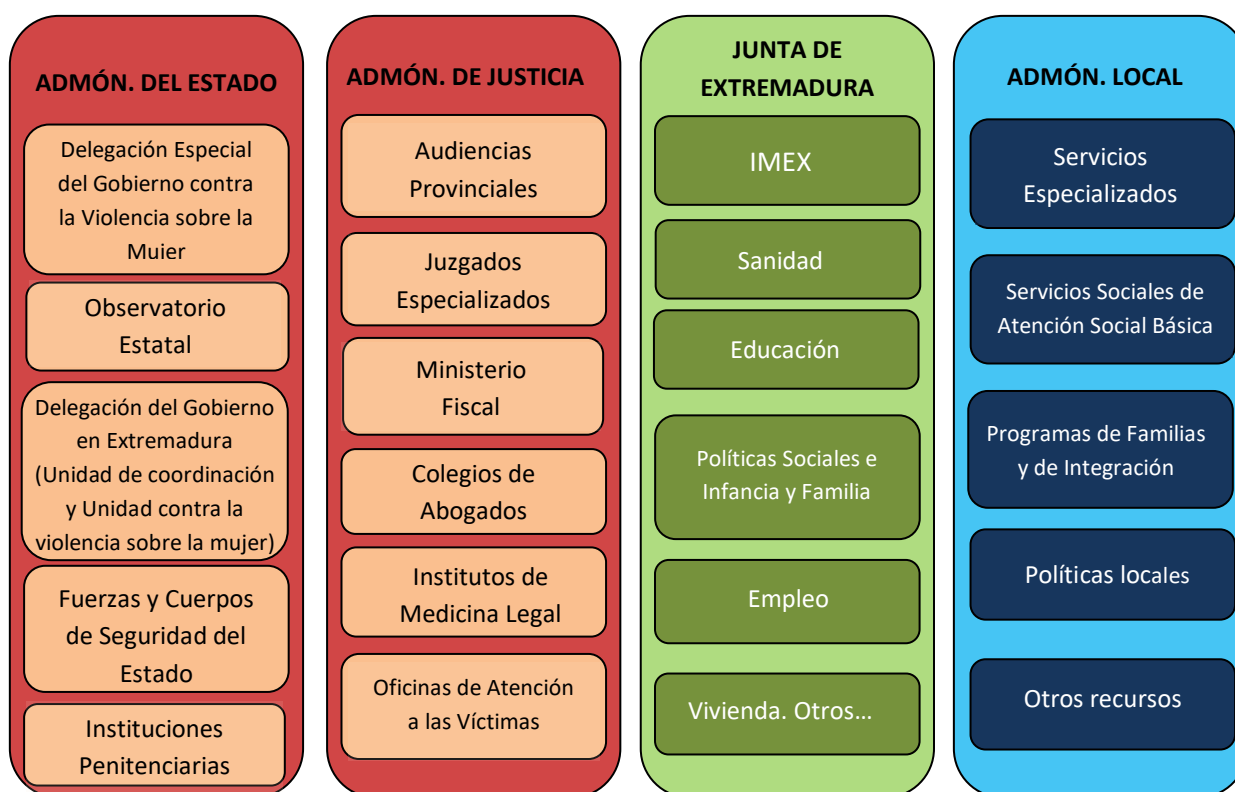 ADMÓN. DEL ESTADO
Delegación Especial
del Gobierno contra
la Violencia sobre la
Mujer
Observatorio
Estatal
Delegación del Gobierno
en Extremadura
(Unidad de coordinación
y Unidad contra la
violencia sobre la mujer)
Fuerzas y Cuerpos
de Seguridad del
Estado
Instituciones
Penitenciarias
ADMÓN. DE JUSTICIA
Audiencias
Provinciales
Juzgados
Especializados
Ministerio
Fiscal
Colegios de
Abogados
Institutos de
Medicina Legal
Oficinas de Atención
a las Víctimas
JUNTA DE
EXTREMADURA
IMEX
Sanidad
Educación
Políticas Sociales e
Infancia y Familia
Empleo
Vivienda. Otros...
ADMÓN. LOCAL
Servicios
Especializados
Servicios Sociales de
Atención Social Básica
Programas de Familias
y de Integración
Políticas locales
Otros recursos